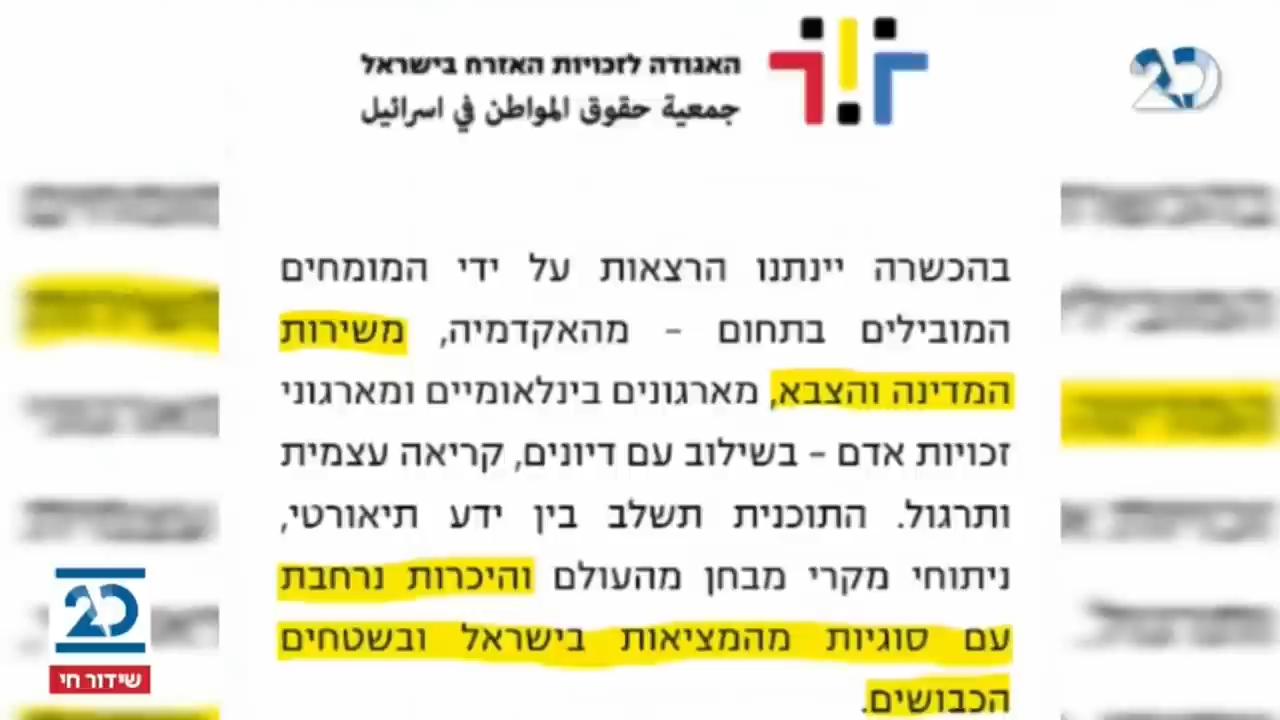 האגודה לזכויות האזרח בישראל
جمعية حقوق المواطن في اسرائيل
20
בהכשרה יינתנו הרצאות על ידי המומחים
המובילים בתחום – מהאקדמיה, משירות
המדינה והצבא, מארגונים בינלאומיים ומארגוני
זכויות אדם – בשילוב עם דיונים, קריאה עצמית
ותרגול. התוכנית תשלב בין ידע תיאורטי,
ניתוחי מקרי מבחן מהעולם והיכרות נרחבת
עם סוגיות מהמציאות בישראל ובשטחים
הכבושים.
20
שידור חי